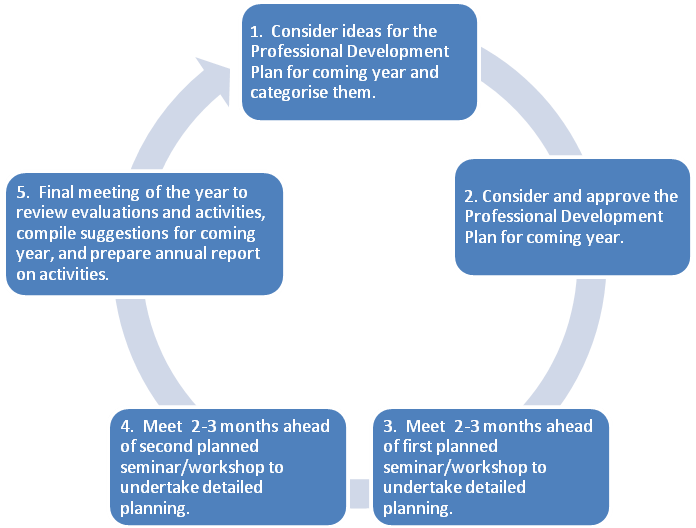 1.  Consider ideas for the
Professional Development
Plan for coming year and
categorise them.
2. Consider and approve the
Professional Development
Plan for coming year.
3.  Meet  2-3 months ahead
of first planned
seminar/workshop to
undertake detailed
planning.
4.  Meet  2-3 months ahead
of second planned
seminar/workshop to
undertake detailed
planning.
5.  Final meeting of the year to
review evaluations and activities,
compile suggestions for coming
year, and prepare annual report
on activities.